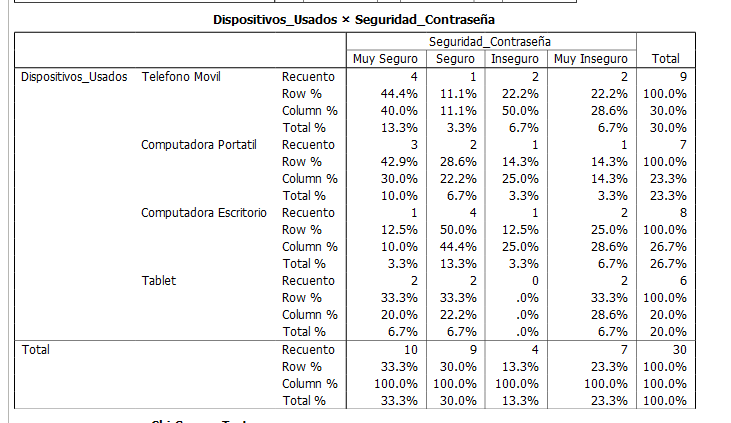 Dispositivos_Usados × Seguridad_Contraseña
Seguridad_Contraseña
Muy Seguro Seguro Inseguro Muy Inseguro Total
Dispositivos_Usados Telefono Movil Recuento 4 1 2 2 9
Row % 44.4% 11.1% 22.2% 22.2% 100.0%
Column % 40.0% 11.1% 50.0% 28.6% 30.0%
Total % 13.3% 3.3% 6.7% 6.7% 30.0%
Computadora Portatil Recuento 3 2 1 1 7
Row % 42.9% 28.6% 14.3% 14.3% 100.0%
Column % 30.0% 22.2% 25.0% 14.3% 23.3%
Total % 10.0% 6.7% 3.3% 3.3% 23.3%
Computadora Escritorio Recuento 1 4 1 2 8
Row % 12.5% 50.0% 12.5% 25.0% 100.0%
Column % 10.0% 44.4% 25.0% 28.6% 26.7%
Total % 3.3% 13.3% 3.3% 6.7% 26.7%
Tablet Recuento 2 2 0 2 6
Row % 33.3% 33.3% .0% 33.3% 100.0%
Column % 20.0% 22.2% .0% 28.6% 20.0%
Total % 6.7% 6.7% .0% 6.7% 20.0%
Total Recuento 10 9 4 7 30
Row % 33.3% 30.0% 13.3% 23.3% 100.0%
Column % 100.0% 100.0% 100.0% 100.0% 100.0%
Total % 33.3% 30.0% 13.3% 23.3% 100.0%